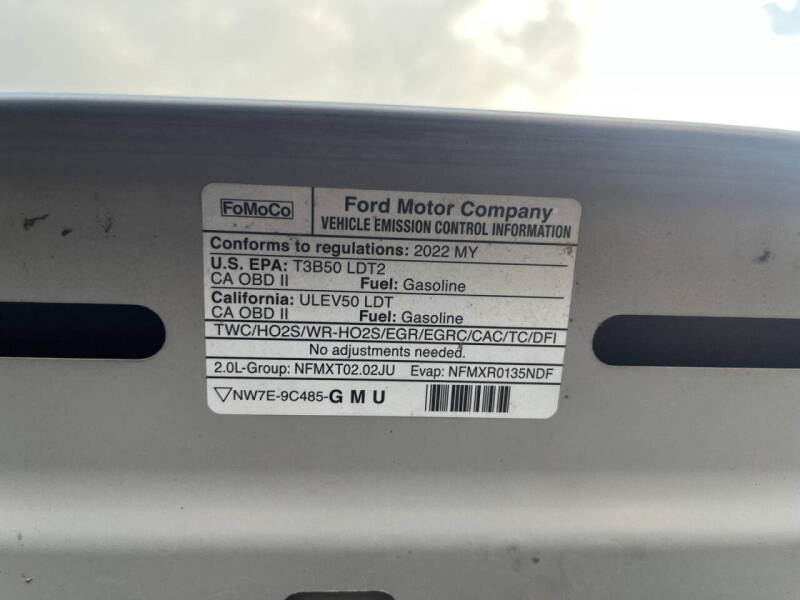 FoMoCo
Ford Motor Company
VEHICLE EMISSION CONTROL INFORMATION
Conforms to regulations: 2022 MY
U.S. EPA: T3B50 LDT2
CA OBD II Fuel: Gasoline
California: ULEV50 LDT
CA OBD II Fuel: Gasoline
TWC/HO2S/WR-HO2S/EGR/EGRC/CAC/TC/DFI
No adjustments needed.
2.0L-Group: NFMXT02.02JU Evap: NFMXR0135NDF
NW7E-9C485-GMU